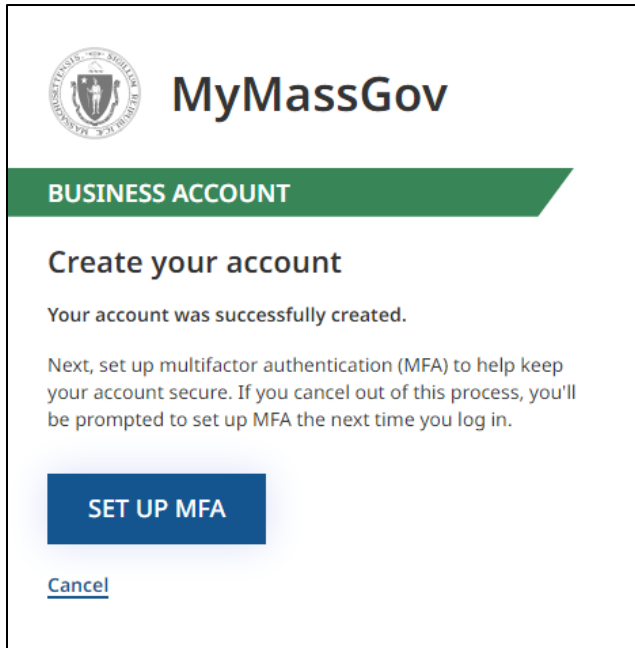 MyMassGov
BUSINESS ACCOUNT
Create your account
Your account was successfully created.
Next, set up multifactor authentication (MFA) to help keep
your account secure. If you cancel out of this process, you'll
be prompted to set up MFA the next time you log in.
SET UP MFA
Cancel